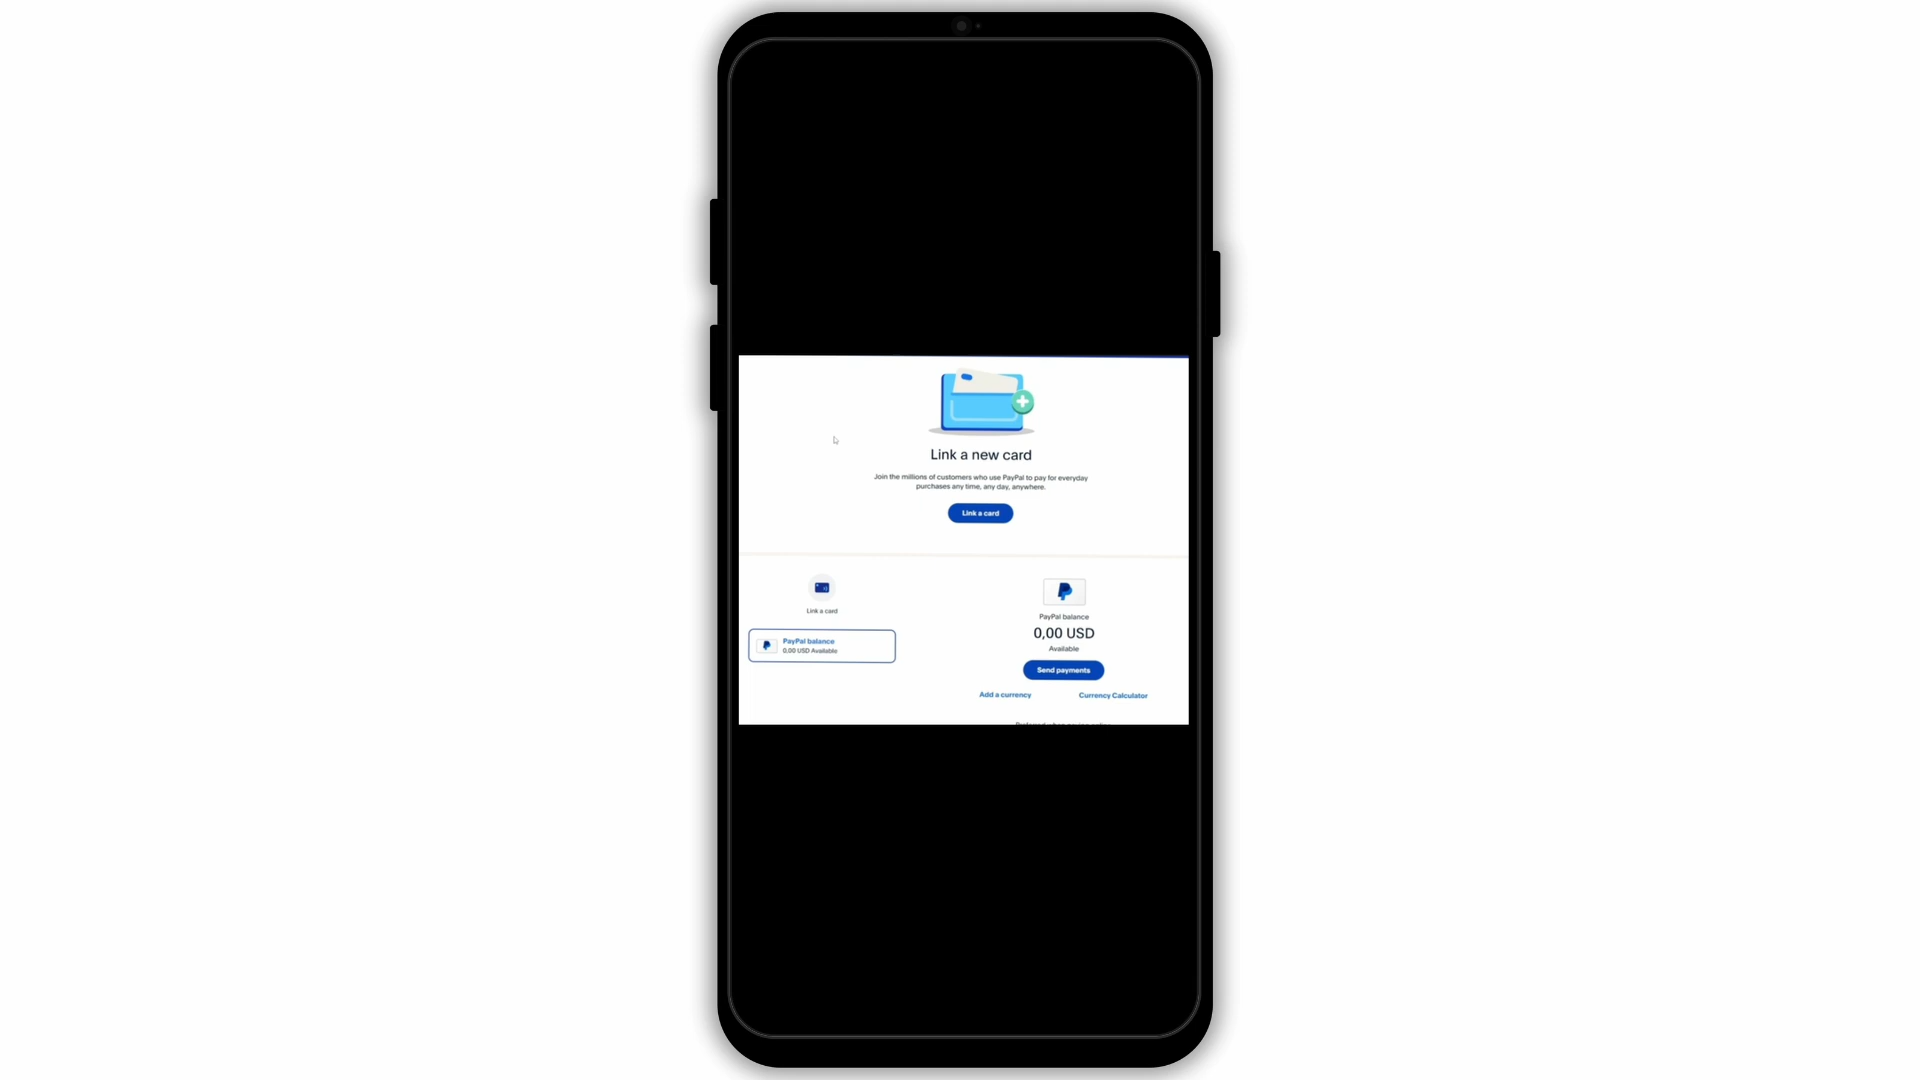 Link a new card
Join the millions of customers who use PayPal to pay for everyday
purchases any time, any day, anywhere.
Link a card
Link a card
PayPal balance
0,00 USD Available
PayPal balance
0,00 USD
Available
Send payments
Add a currency
Currency Calculator